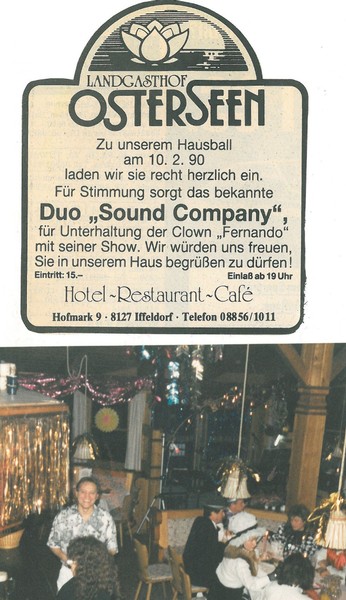 LANDGASTHOF
OSTERSEEN
Zu unserem Hausball
am 10. 2. 90
laden wir sie recht herzlich ein.
Für Stimmung sorgt das bekannte
Duo „Sound Company“,
für Unterhaltung der Clown „Fernando“
mit seiner Show. Wir würden uns freuen,
Sie in unserem Haus begrüßen zu dürfen!
Eintritt: 15.– Einlaß ab 19 Uhr
Hotel ~ Restaurant ~ Café
Hofmark 9 · 8127 Iffeldorf · Telefon 08856/1011